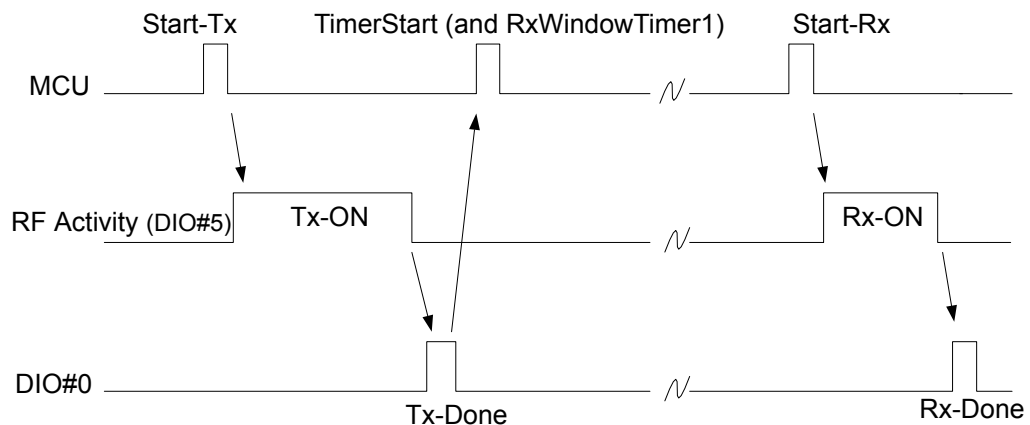 Start-Tx
TimerStart (and RxWindowTimer1)
Start-Rx
MCU
RF Activity (DIO#5)
Tx-ON
Rx-ON
DIO#0
Tx-Done
Rx-Done